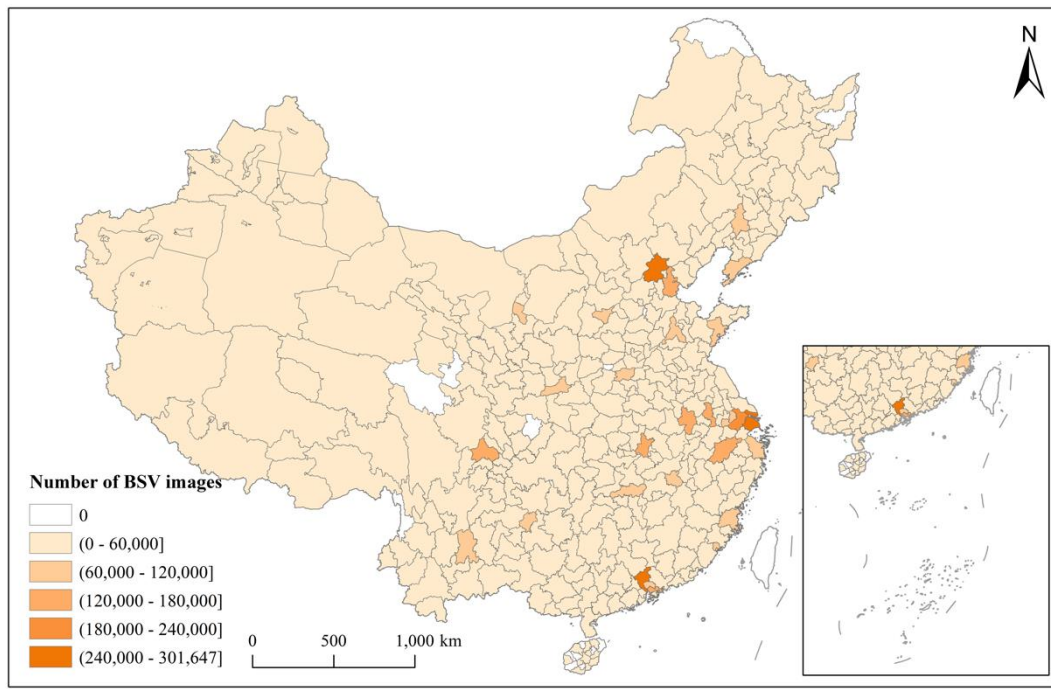 N
Number of BSV images
0
(0 - 60,000]
(60,000 - 120,000]
(120,000 - 180,000]
(180,000 - 240,000]
(240,000 - 301,647]
0 500 1,000 km